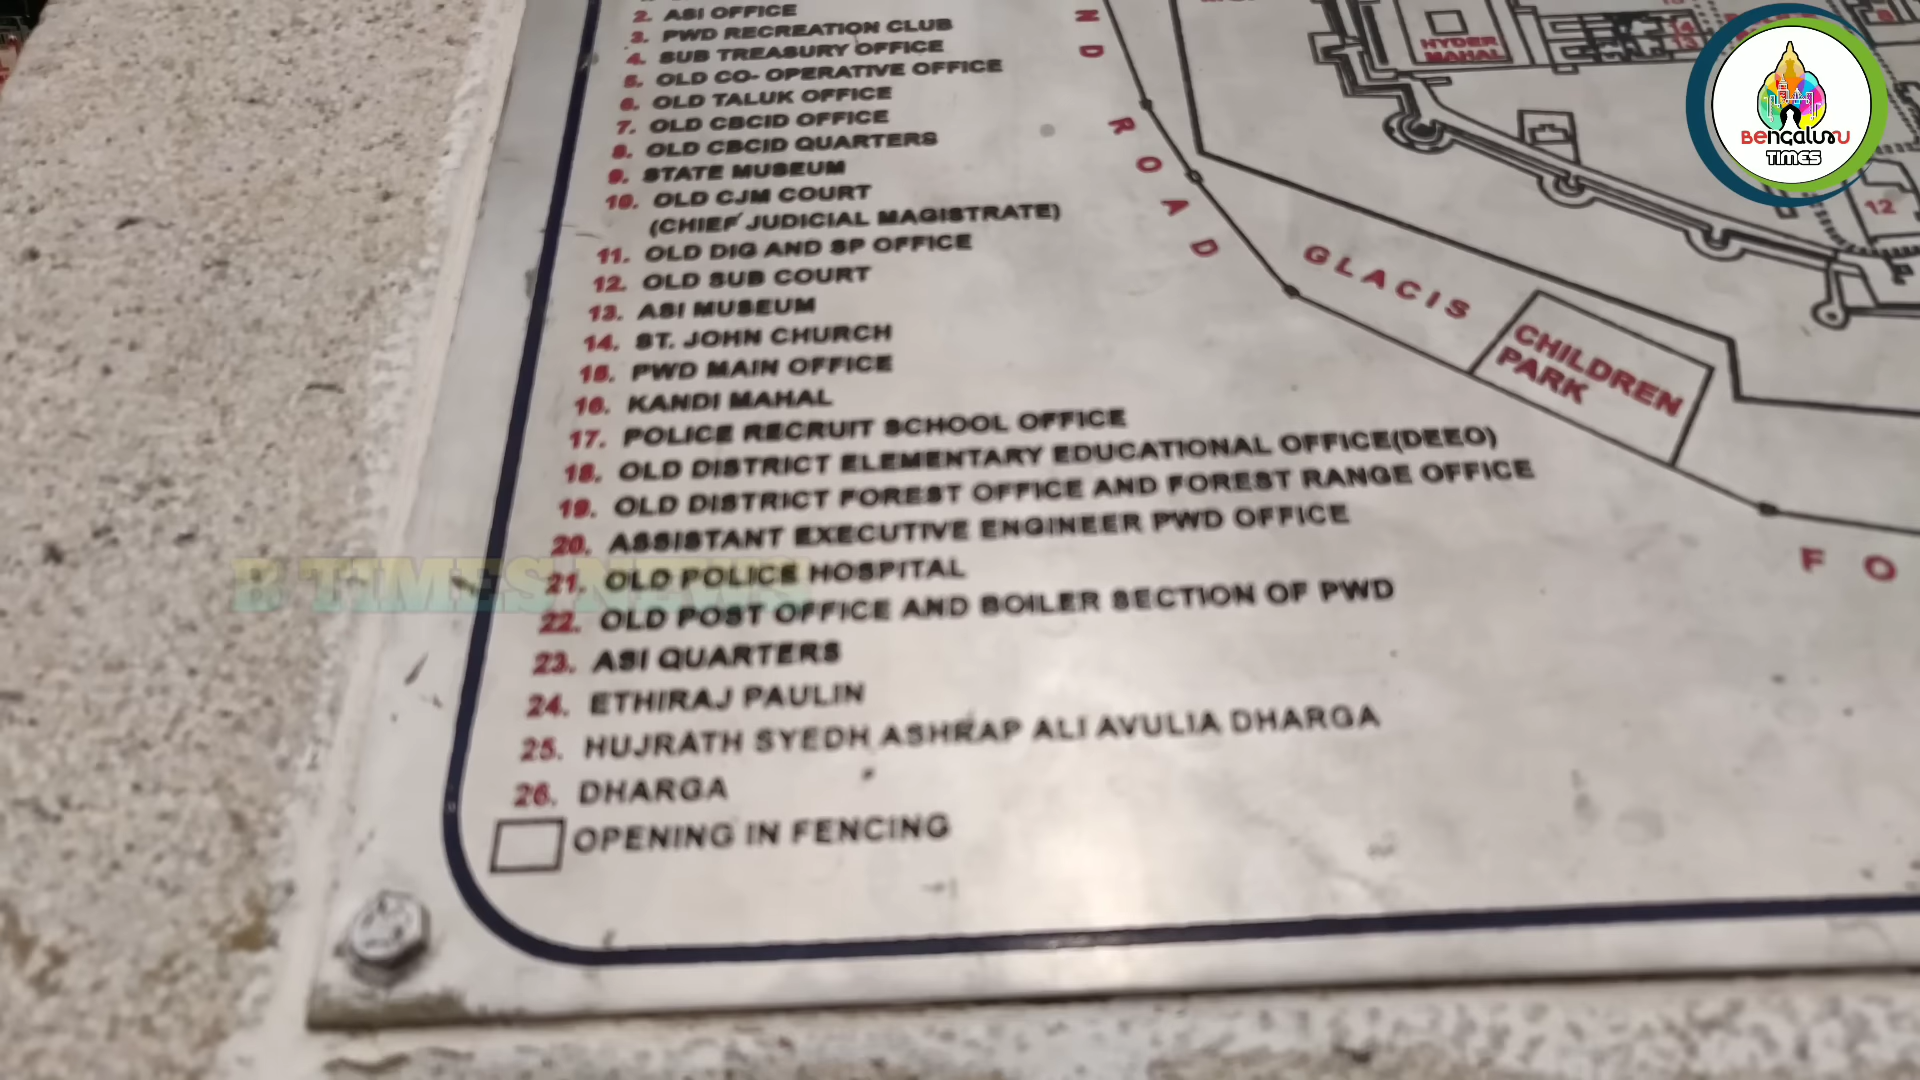 2. ASI OFFICE
3. PWD RECREATION CLUB
4. SUB TREASURY OFFICE
5. OLD CO- OPERATIVE OFFICE
6. OLD TALUK OFFICE
7. OLD CBCID OFFICE
8. OLD CBCID QUARTERS
9. STATE MUSEUM
10. OLD CJM COURT
(CHIEF JUDICIAL MAGISTRATE)
11. OLD DIG AND SP OFFICE
12. OLD SUB COURT
13. ASI MUSEUM
14. ST. JOHN CHURCH
15. PWD MAIN OFFICE
16. KANDI MAHAL
17. POLICE RECRUIT SCHOOL OFFICE
18. OLD DISTRICT ELEMENTARY EDUCATIONAL OFFICE(DEEO)
19. OLD DISTRICT FOREST OFFICE AND FOREST RANGE OFFICE
20. ASSISTANT EXECUTIVE ENGINEER PWD OFFICE
21. OLD POLICE HOSPITAL
22. OLD POST OFFICE AND BOILER SECTION OF PWD
23. ASI QUARTERS
24. ETHIRAJ PAULIN
25. HUJRATH SYEDH ASHRAP ALI AVULIA DHARGA
26. DHARGA
OPENING IN FENCING
N D R O A D
GLACIS
CHILDREN
PARK
F O
HYDER
MAHAL
14
13
12
BENGALURU
TIMES
B TIMES NEWS